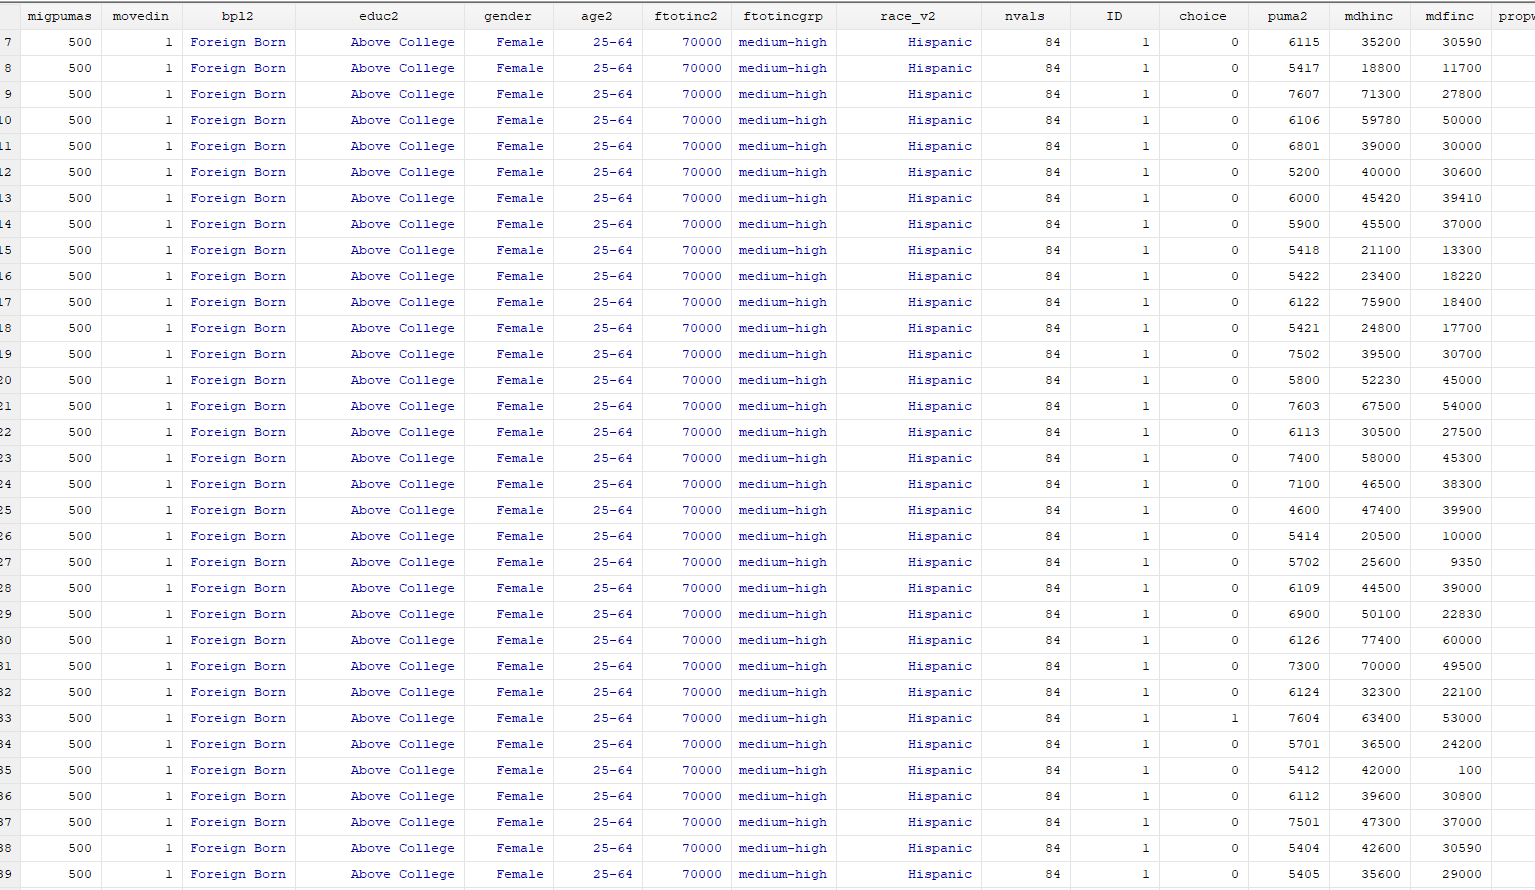 migpumas movedin bpl2 educ2 gender age2 ftotinc2 ftotincgrp race_v2 nvals ID choice puma2 mdhinc mdfinc propw
7 500 1 Foreign Born Above College Female 25-64 70000 medium-high Hispanic 84 1 0 6115 35200 30590
8 500 1 Foreign Born Above College Female 25-64 70000 medium-high Hispanic 84 1 0 5417 18800 11700
9 500 1 Foreign Born Above College Female 25-64 70000 medium-high Hispanic 84 1 0 7607 71300 27800
10 500 1 Foreign Born Above College Female 25-64 70000 medium-high Hispanic 84 1 0 6106 59780 50000
11 500 1 Foreign Born Above College Female 25-64 70000 medium-high Hispanic 84 1 0 6801 39000 30000
12 500 1 Foreign Born Above College Female 25-64 70000 medium-high Hispanic 84 1 0 5200 40000 30600
13 500 1 Foreign Born Above College Female 25-64 70000 medium-high Hispanic 84 1 0 6000 45420 39410
14 500 1 Foreign Born Above College Female 25-64 70000 medium-high Hispanic 84 1 0 5900 45500 37000
15 500 1 Foreign Born Above College Female 25-64 70000 medium-high Hispanic 84 1 0 5418 21100 13300
16 500 1 Foreign Born Above College Female 25-64 70000 medium-high Hispanic 84 1 0 5422 23400 18220
17 500 1 Foreign Born Above College Female 25-64 70000 medium-high Hispanic 84 1 0 6122 75900 18400
18 500 1 Foreign Born Above College Female 25-64 70000 medium-high Hispanic 84 1 0 5421 24800 17700
19 500 1 Foreign Born Above College Female 25-64 70000 medium-high Hispanic 84 1 0 7502 39500 30700
20 500 1 Foreign Born Above College Female 25-64 70000 medium-high Hispanic 84 1 0 5800 52230 45000
21 500 1 Foreign Born Above College Female 25-64 70000 medium-high Hispanic 84 1 0 7603 67500 54000
22 500 1 Foreign Born Above College Female 25-64 70000 medium-high Hispanic 84 1 0 6113 30500 27500
23 500 1 Foreign Born Above College Female 25-64 70000 medium-high Hispanic 84 1 0 7400 58000 45300
24 500 1 Foreign Born Above College Female 25-64 70000 medium-high Hispanic 84 1 0 7100 46500 38300
25 500 1 Foreign Born Above College Female 25-64 70000 medium-high Hispanic 84 1 0 4600 47400 39900
26 500 1 Foreign Born Above College Female 25-64 70000 medium-high Hispanic 84 1 0 5414 20500 10000
27 500 1 Foreign Born Above College Female 25-64 70000 medium-high Hispanic 84 1 0 5702 25600 9350
28 500 1 Foreign Born Above College Female 25-64 70000 medium-high Hispanic 84 1 0 6109 44500 39000
29 500 1 Foreign Born Above College Female 25-64 70000 medium-high Hispanic 84 1 0 6900 50100 22830
30 500 1 Foreign Born Above College Female 25-64 70000 medium-high Hispanic 84 1 0 6126 77400 60000
31 500 1 Foreign Born Above College Female 25-64 70000 medium-high Hispanic 84 1 0 7300 70000 49500
32 500 1 Foreign Born Above College Female 25-64 70000 medium-high Hispanic 84 1 0 6124 32300 22100
33 500 1 Foreign Born Above College Female 25-64 70000 medium-high Hispanic 84 1 1 7604 63400 53000
34 500 1 Foreign Born Above College Female 25-64 70000 medium-high Hispanic 84 1 0 5701 36500 24200
35 500 1 Foreign Born Above College Female 25-64 70000 medium-high Hispanic 84 1 0 5412 42000 100
36 500 1 Foreign Born Above College Female 25-64 70000 medium-high Hispanic 84 1 0 6112 39600 30800
37 500 1 Foreign Born Above College Female 25-64 70000 medium-high Hispanic 84 1 0 7501 47300 37000
38 500 1 Foreign Born Above College Female 25-64 70000 medium-high Hispanic 84 1 0 5404 42600 30590
39 500 1 Foreign Born Above College Female 25-64 70000 medium-high Hispanic 84 1 0 5405 35600 29000